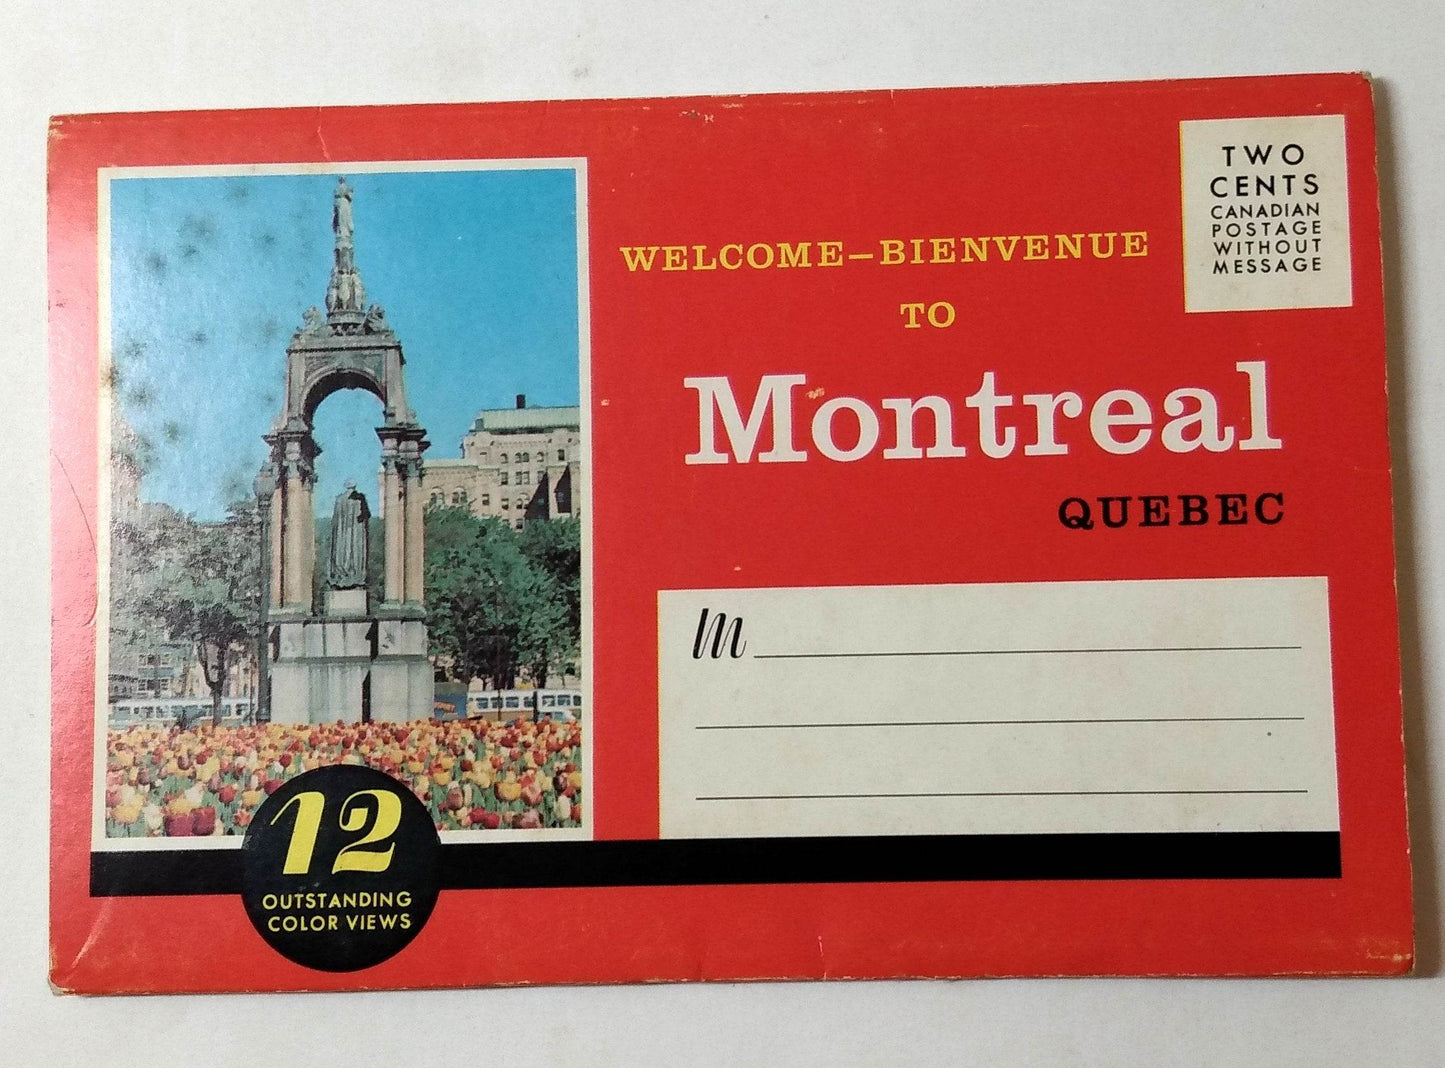 TWO
CENTS
CANADIAN
POSTAGE
WITHOUT
MESSAGE
WELCOME–BIENVENUE
TO
Montreal
QUEBEC
M
12
OUTSTANDING
COLOR VIEWS